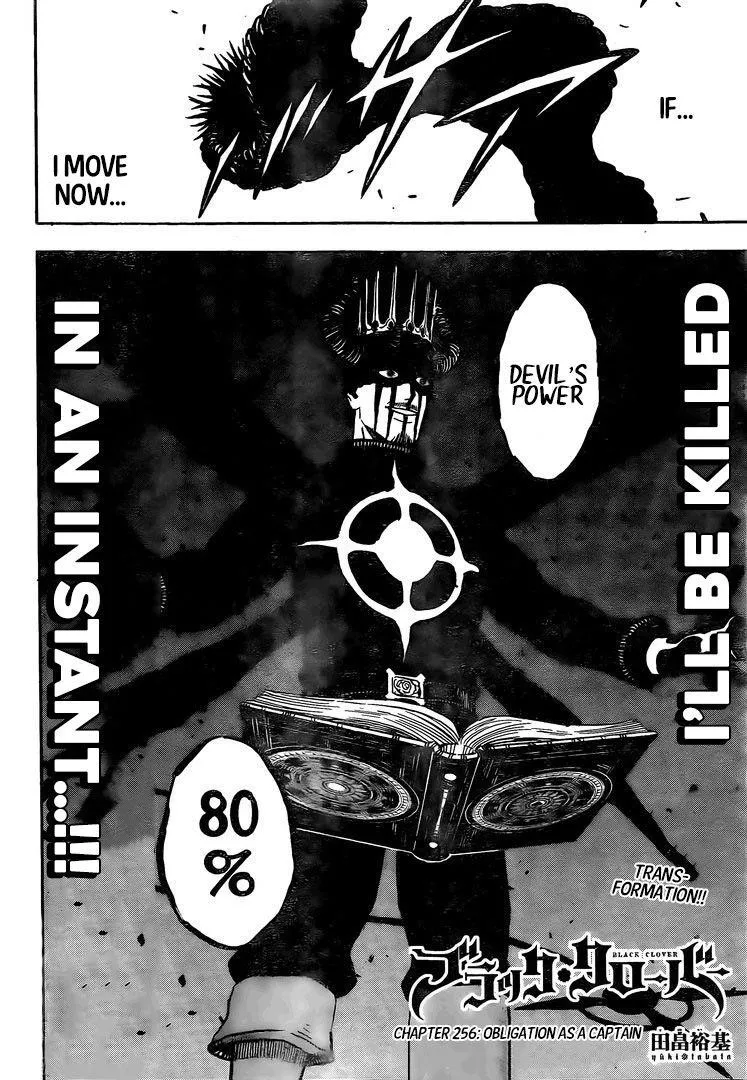 IF...
I MOVE
NOW...
I'LL BE KILLED
IN AN INSTANT...!!!
DEVIL'S
POWER
80
%
TRANS-
FORMATION!!
BLACK CLOVER
ブラック・クローバー
CHAPTER 256: OBLIGATION AS A CAPTAIN
田畠裕基
yûki tabata